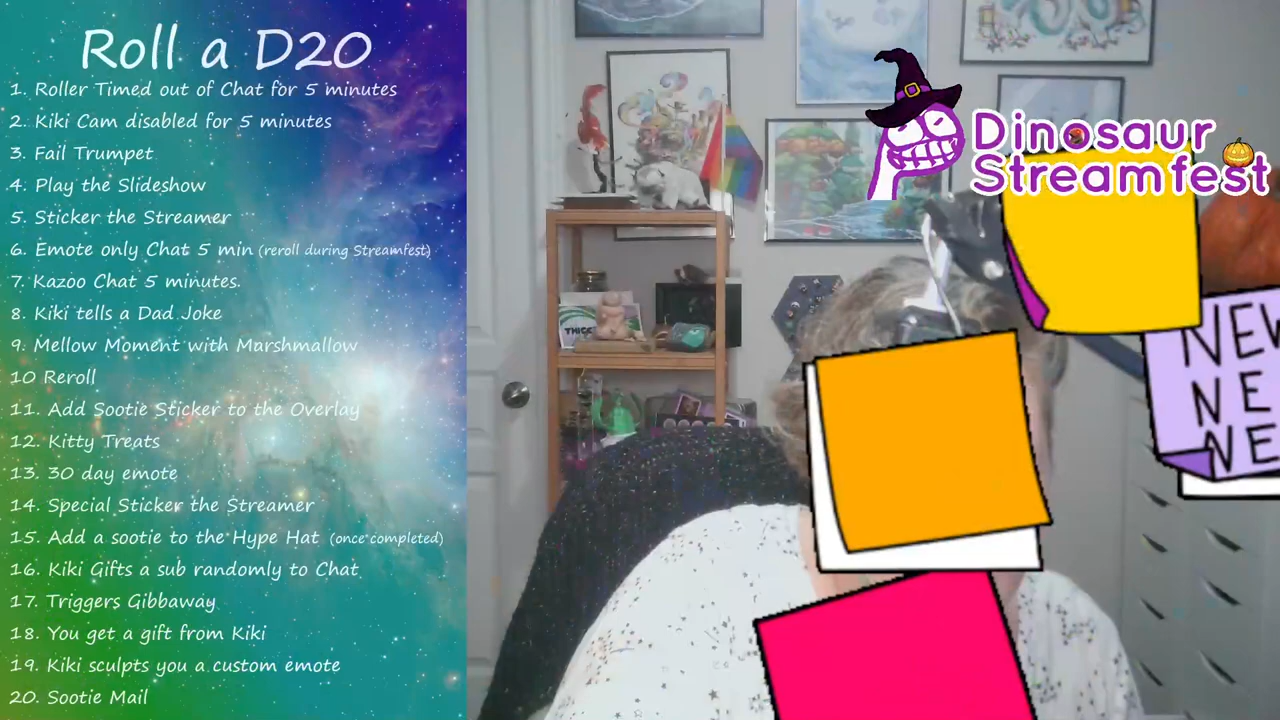 Roll a D20
1. Roller Timed out of Chat for 5 minutes
2. Kiki Cam disabled for 5 minutes
3. Fail Trumpet
4. Play the Slideshow
5. Sticker the Streamer
6. Emote only Chat 5 min (reroll during Streamfest)
7. Kazoo Chat 5 minutes.
8. Kiki tells a Dad Joke
9. Mellow Moment with Marshmallow
10 Reroll
11. Add Sootie Sticker to the Overlay
12. Kitty Treats
13. 30 day emote
14. Special Sticker the Streamer
15. Add a sootie to the Hype Hat (once completed)
16. Kiki Gifts a sub randomly to Chat
17. Triggers Gibbaway
18. You get a gift from Kiki
19. Kiki sculpts you a custom emote
20. Sootie Mail
Dinosaur
Streamfest
THICC
NEW
NE
NE